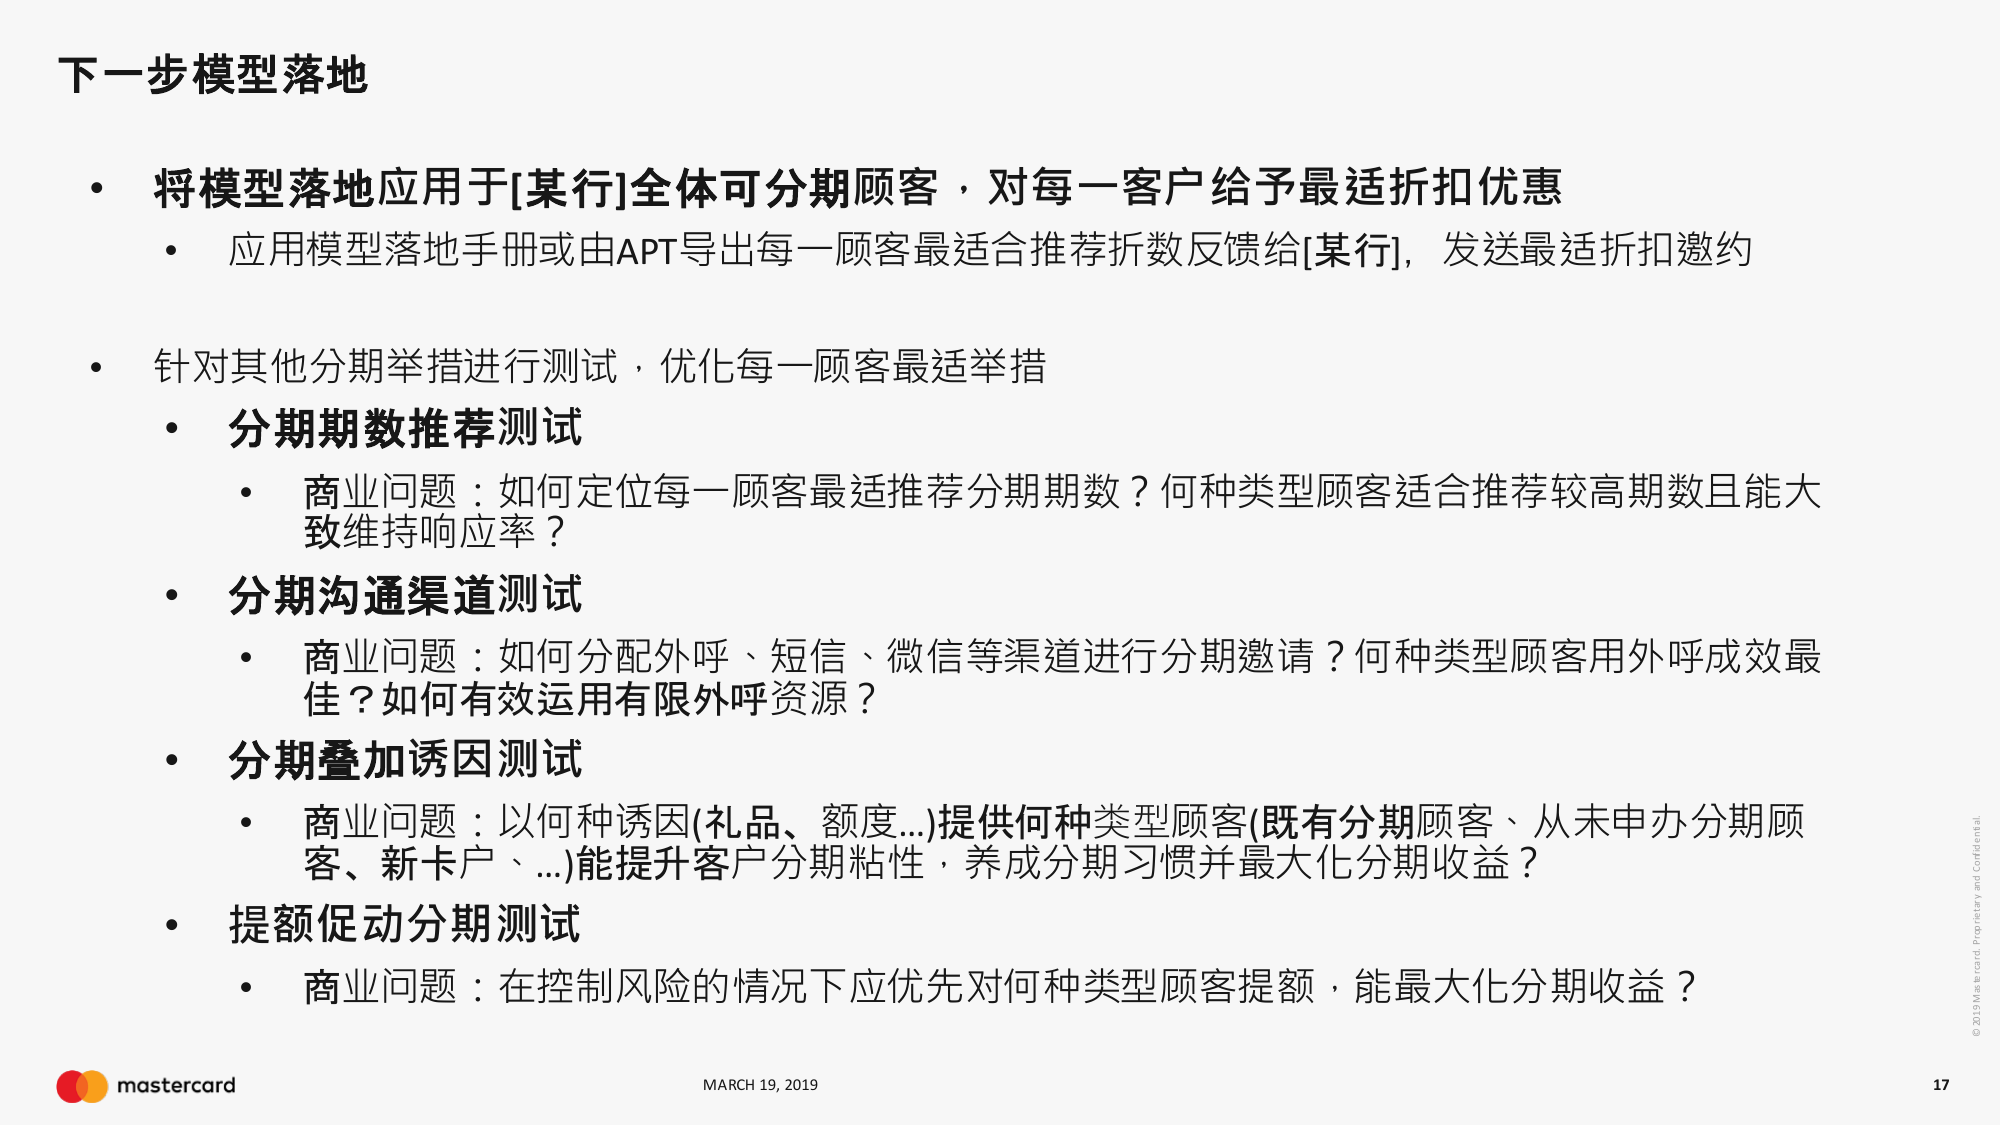 下一步模型落地
• 将模型落地应用于[某行]全体可分期顾客，对每一客户给予最适折扣优惠
• 应用模型落地手册或由APT导出每一顾客最适合推荐折数反馈给[某行]，发送最适折扣邀约
• 针对其他分期举措进行测试，优化每一顾客最适举措
• 分期期数推荐测试
• 商业问题：如何定位每一顾客最适推荐分期期数？何种类型顾客适合推荐较高期数且能大
致维持响应率？
• 分期沟通渠道测试
• 商业问题：如何分配外呼、短信、微信等渠道进行分期邀请？何种类型顾客用外呼成效最
佳？如何有效运用有限外呼资源？
• 分期叠加诱因测试
• 商业问题：以何种诱因(礼品、额度...)提供何种类型顾客(既有分期顾客、从未申办分期顾
客、新卡户、...)能提升客户分期粘性，养成分期习惯并最大化分期收益？
• 提额促动分期测试
• 商业问题：在控制风险的情况下应优先对何种类型顾客提额，能最大化分期收益？
©2019 Mastercard. Proprietary and Confidential.
mastercard
MARCH 19, 2019
17